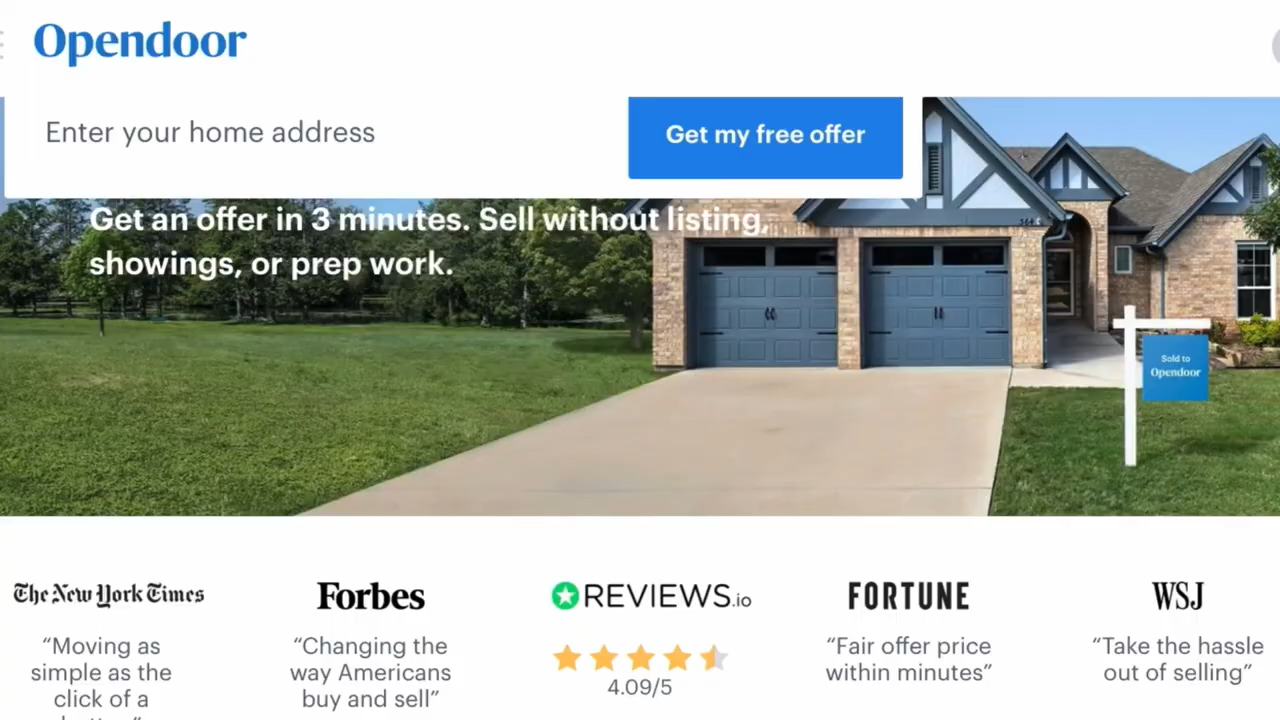 Opendoor
Enter your home address
Get my free offer
Get an offer in 3 minutes. Sell without listing,
showings, or prep work.
Sold to
Opendoor
The New York Times
Forbes
REVIEWS.io
FORTUNE
WSJ
“Moving as
simple as the
click of a
“Changing the
way Americans
buy and sell”
4.09/5
“Fair offer price
within minutes”
“Take the hassle
out of selling”